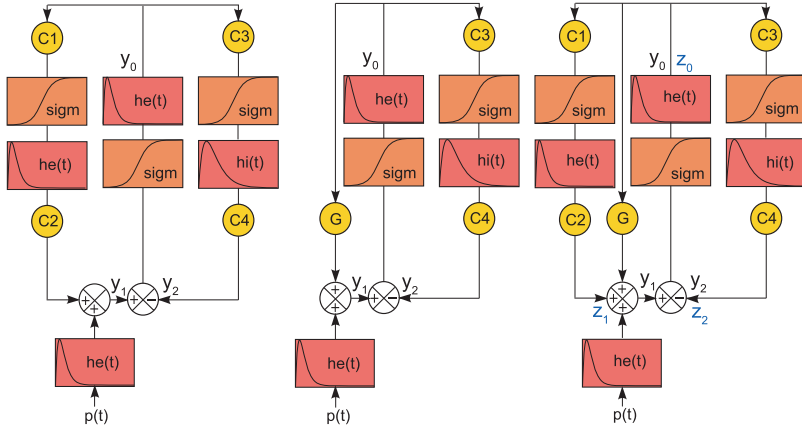 C1
C3
y0
sigm
he(t)
sigm
he(t)
sigm
hi(t)
C2
C4
y1
y2
+
+
+
−
he(t)
p(t)
C3
y0
he(t)
sigm
sigm
hi(t)
G
C4
y1
y2
+
+
+
−
he(t)
p(t)
C1
C3
y0 z0
sigm
he(t)
sigm
he(t)
sigm
hi(t)
C2
G
C4
y1
y2
+
+
+
+
−
z1
z2
he(t)
p(t)